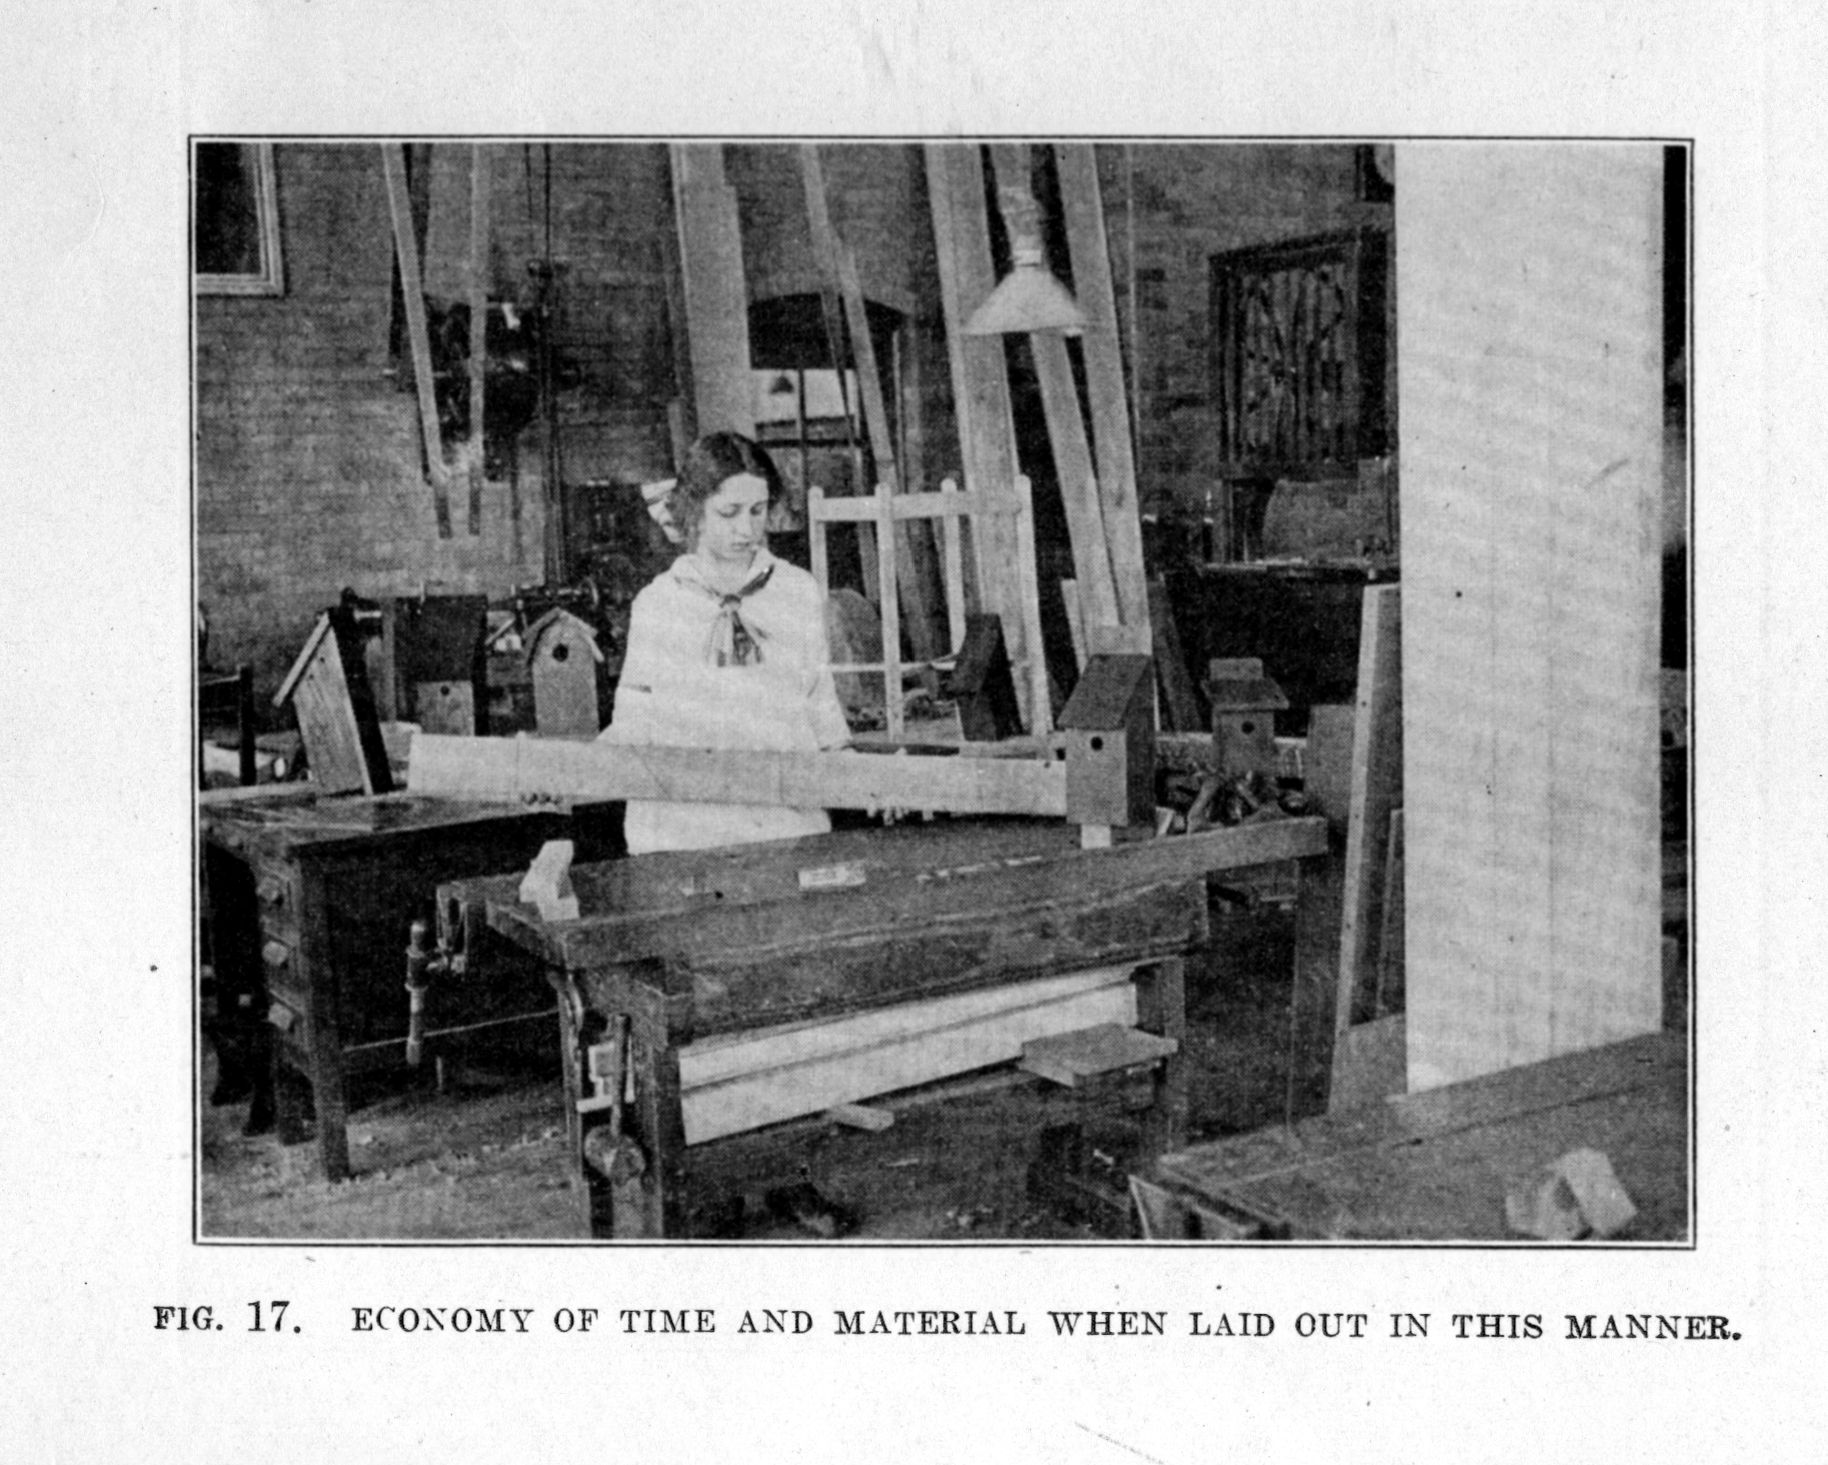 FIG. 17. ECONOMY OF TIME AND MATERIAL WHEN LAID OUT IN THIS MANNER.